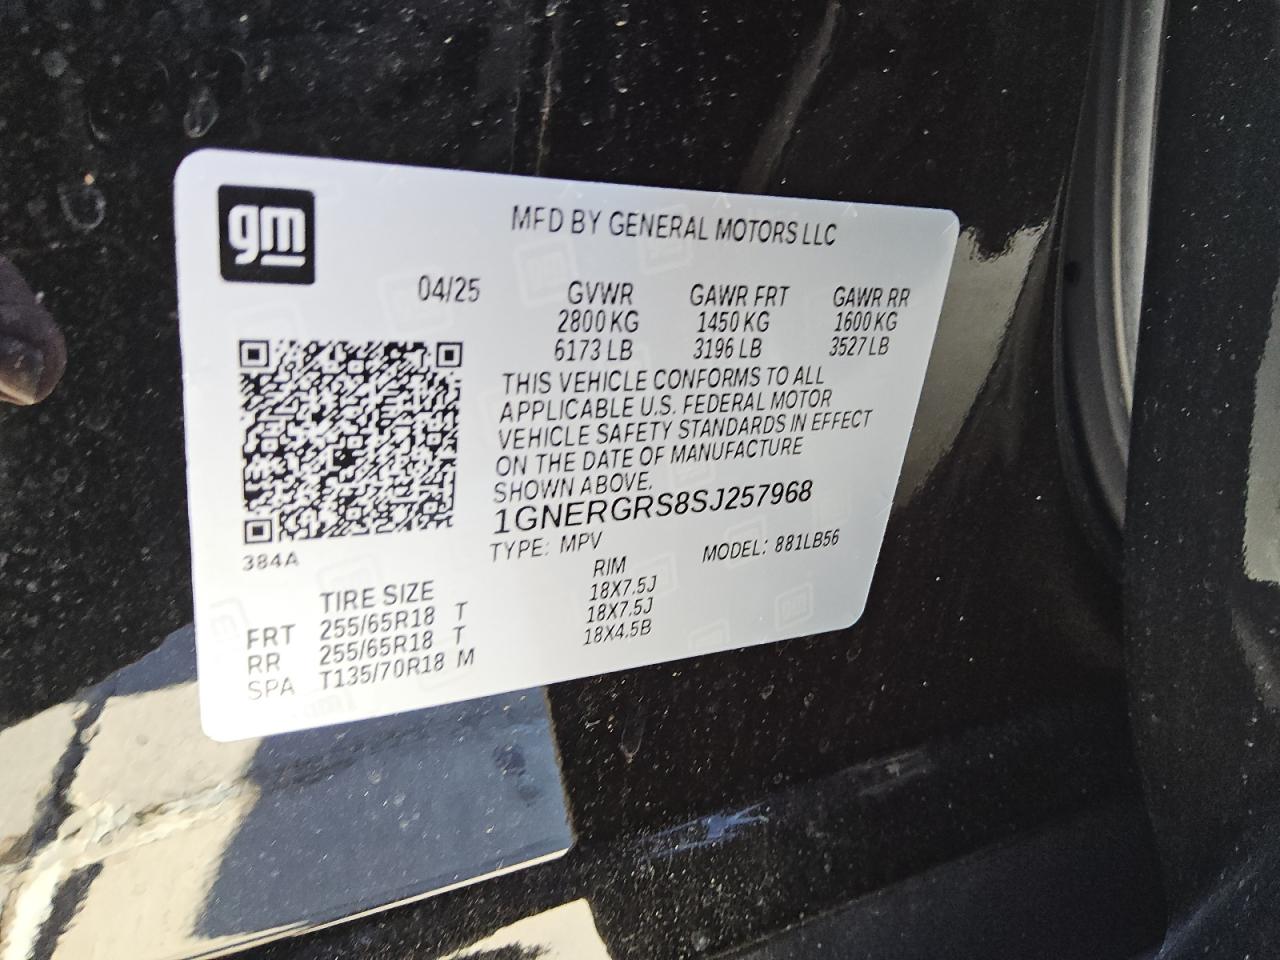 gm
MFD BY GENERAL MOTORS LLC
04/25
GVWR GAWR FRT GAWR RR
2800 KG 1450 KG 1600 KG
6173 LB 3196 LB 3527 LB
THIS VEHICLE CONFORMS TO ALL
APPLICABLE U.S. FEDERAL MOTOR
VEHICLE SAFETY STANDARDS IN EFFECT
ON THE DATE OF MANUFACTURE
SHOWN ABOVE.
1GNERGRS8SJ257968
TYPE: MPV MODEL: 881LB56
384A
TIRE SIZE RIM
FRT 255/65R18 T 18X7.5J
RR 255/65R18 T 18X7.5J
SPA T135/70R18 M 18X4.5B